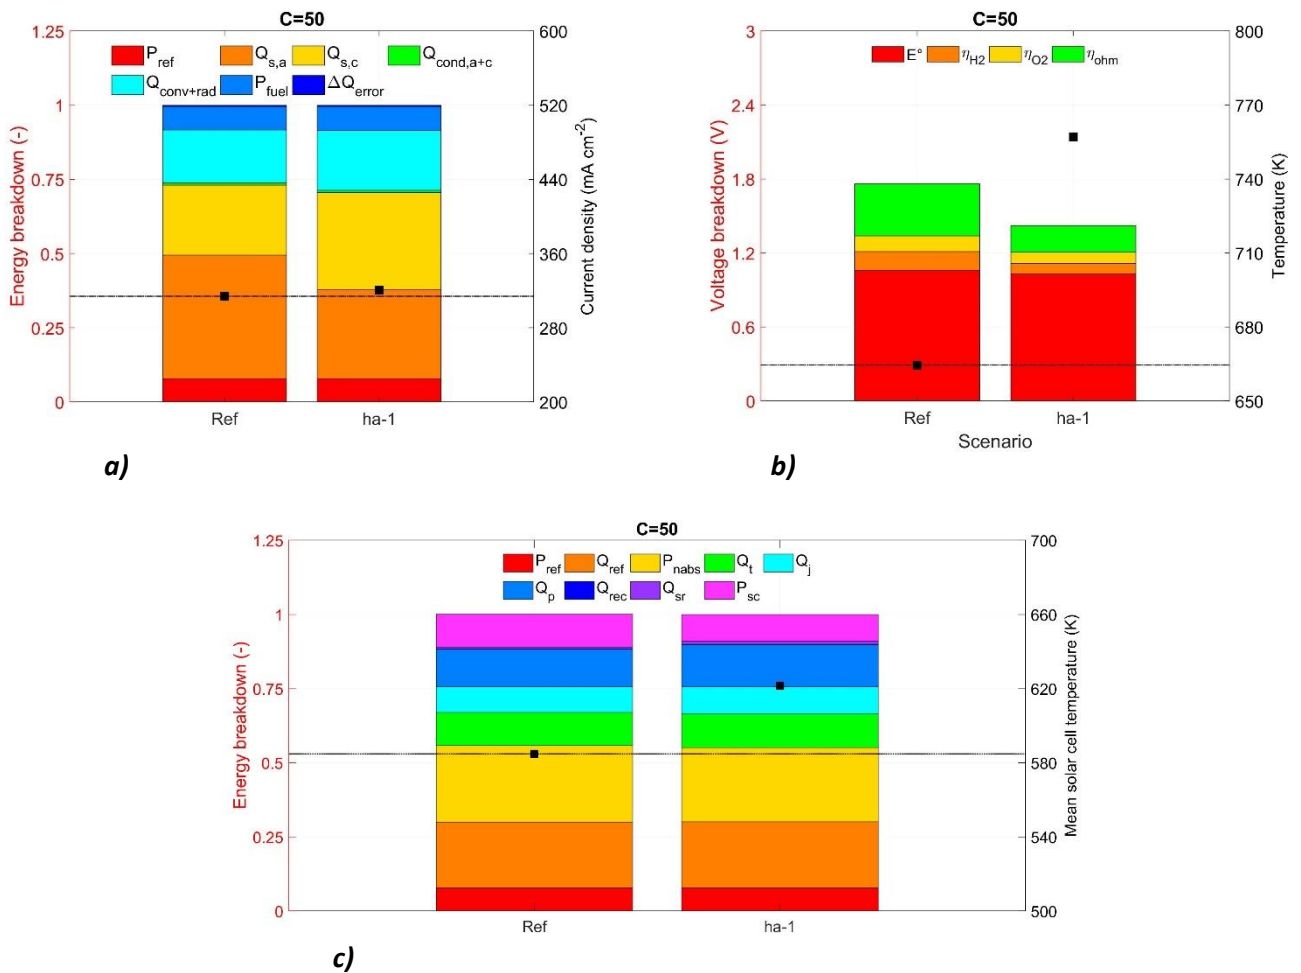 C=50
1.25
1
0.75
0.5
0.25
0
Energy breakdown (-)
P_ref Q_s,a Q_s,c Q_cond,a+c
Q_conv+rad P_fuel ΔQ_error
600
520
440
360
280
200
Current density (mA cm⁻²)
Ref ha-1
a)
C=50
3
2.4
1.8
1.2
0.6
0
Voltage breakdown (V)
E° η_H2 η_O2 η_ohm
800
770
740
710
680
650
Temperature (K)
Ref ha-1
Scenario
b)
C=50
1.25
1
0.75
0.5
0.25
0
Energy breakdown (-)
P_ref Q_ref P_nabs Q_t Q_j
Q_p Q_rec Q_sr P_sc
700
660
620
580
540
500
Mean solar cell temperature (K)
Ref ha-1
c)